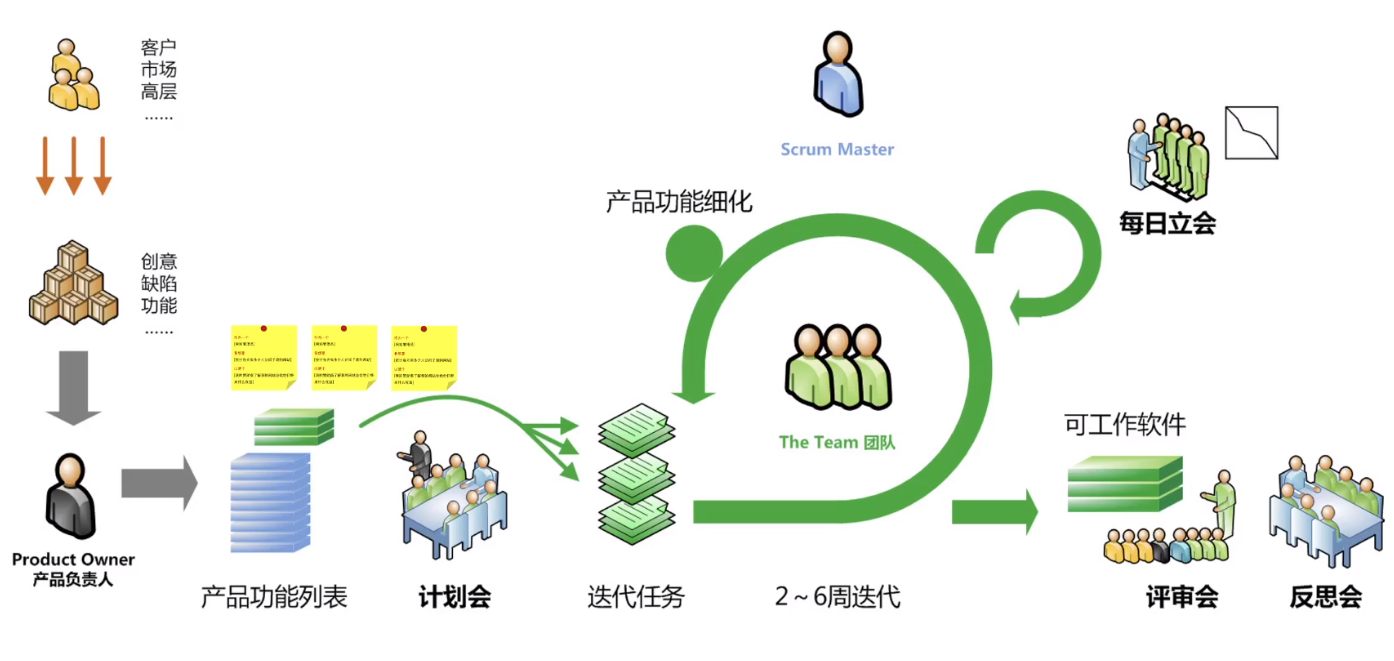 客户
市场
高层
......
创意
缺陷
功能
......
Product Owner
产品负责人
产品功能列表
计划会
迭代任务
产品功能细化
Scrum Master
The Team 团队
2～6周迭代
每日立会
可工作软件
评审会
反思会